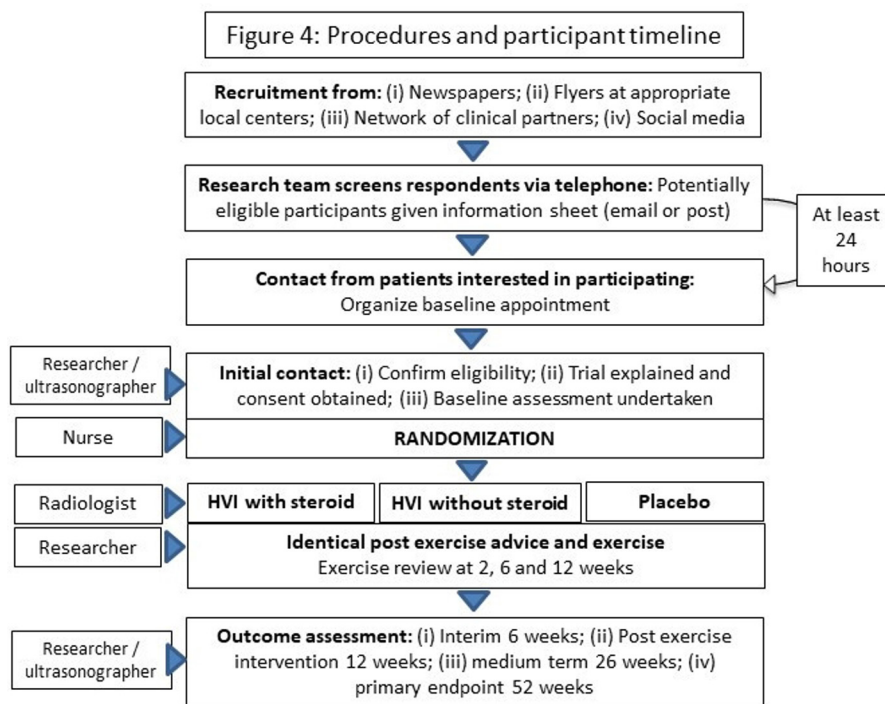 Figure 4: Procedures and participant timeline
Recruitment from: (i) Newspapers; (ii) Flyers at appropriate
local centers; (iii) Network of clinical partners; (iv) Social media
Research team screens respondents via telephone: Potentially
eligible participants given information sheet (email or post)
At least
24
hours
Contact from patients interested in participating:
Organize baseline appointment
Researcher /
ultrasonographer
Initial contact: (i) Confirm eligibility; (ii) Trial explained and
consent obtained; (iii) Baseline assessment undertaken
Nurse
RANDOMIZATION
Radiologist
HVI with steroid
HVI without steroid
Placebo
Researcher
Identical post exercise advice and exercise
Exercise review at 2, 6 and 12 weeks
Researcher /
ultrasonographer
Outcome assessment: (i) Interim 6 weeks; (ii) Post exercise
intervention 12 weeks; (iii) medium term 26 weeks; (iv)
primary endpoint 52 weeks